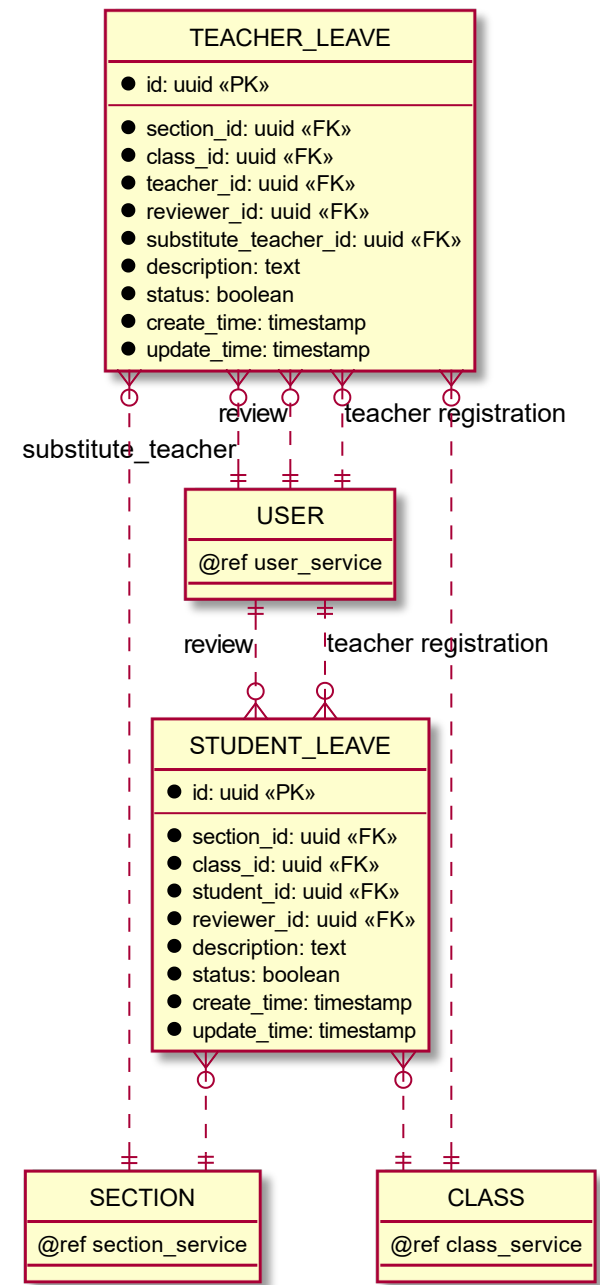 TEACHER_LEAVE
id: uuid «PK»
section_id: uuid «FK»
class_id: uuid «FK»
teacher_id: uuid «FK»
reviewer_id: uuid «FK»
substitute_teacher_id: uuid «FK»
description: text
status: boolean
create_time: timestamp
update_time: timestamp
review
teacher registration
substitute_teacher
USER
@ref user_service
review
teacher registration
STUDENT_LEAVE
id: uuid «PK»
section_id: uuid «FK»
class_id: uuid «FK»
student_id: uuid «FK»
reviewer_id: uuid «FK»
description: text
status: boolean
create_time: timestamp
update_time: timestamp
SECTION
@ref section_service
CLASS
@ref class_service